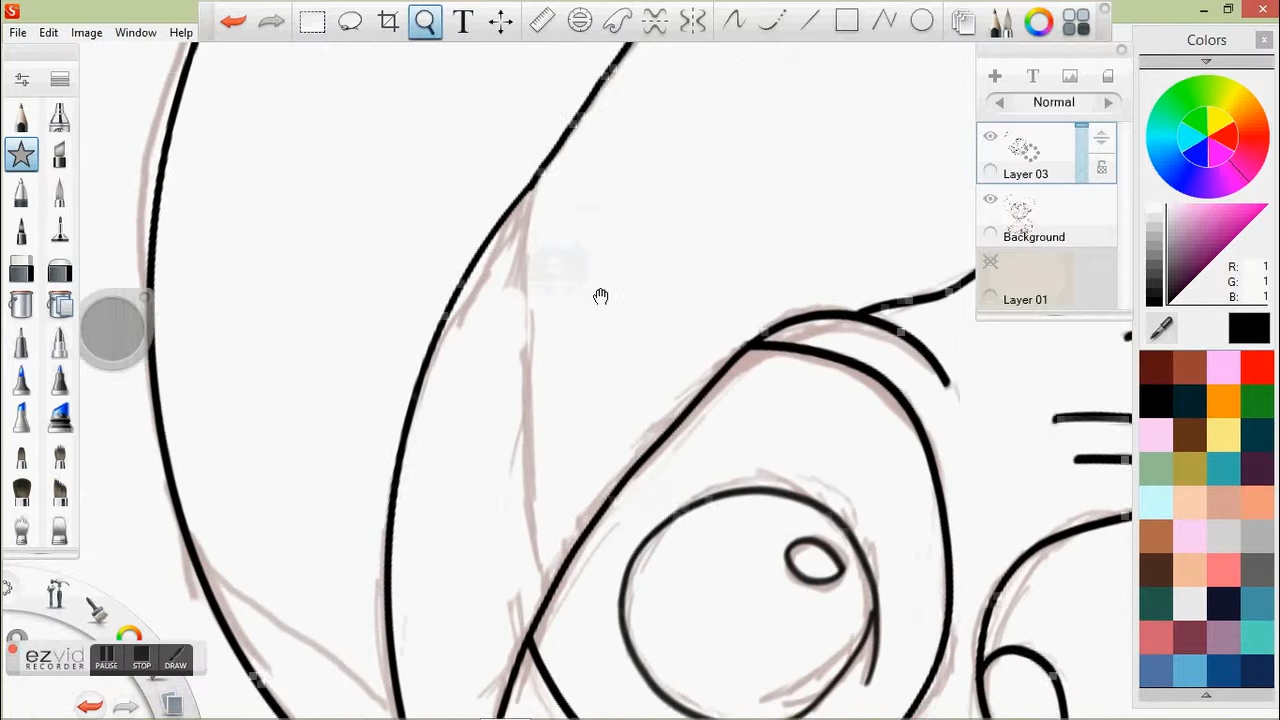 File Edit Image Window Help
T
Colors
T
Normal
Layer 03
Background
Layer 01
R: 1
G: 1
B: 1
ezvid
RECORDER
PAUSE STOP DRAW